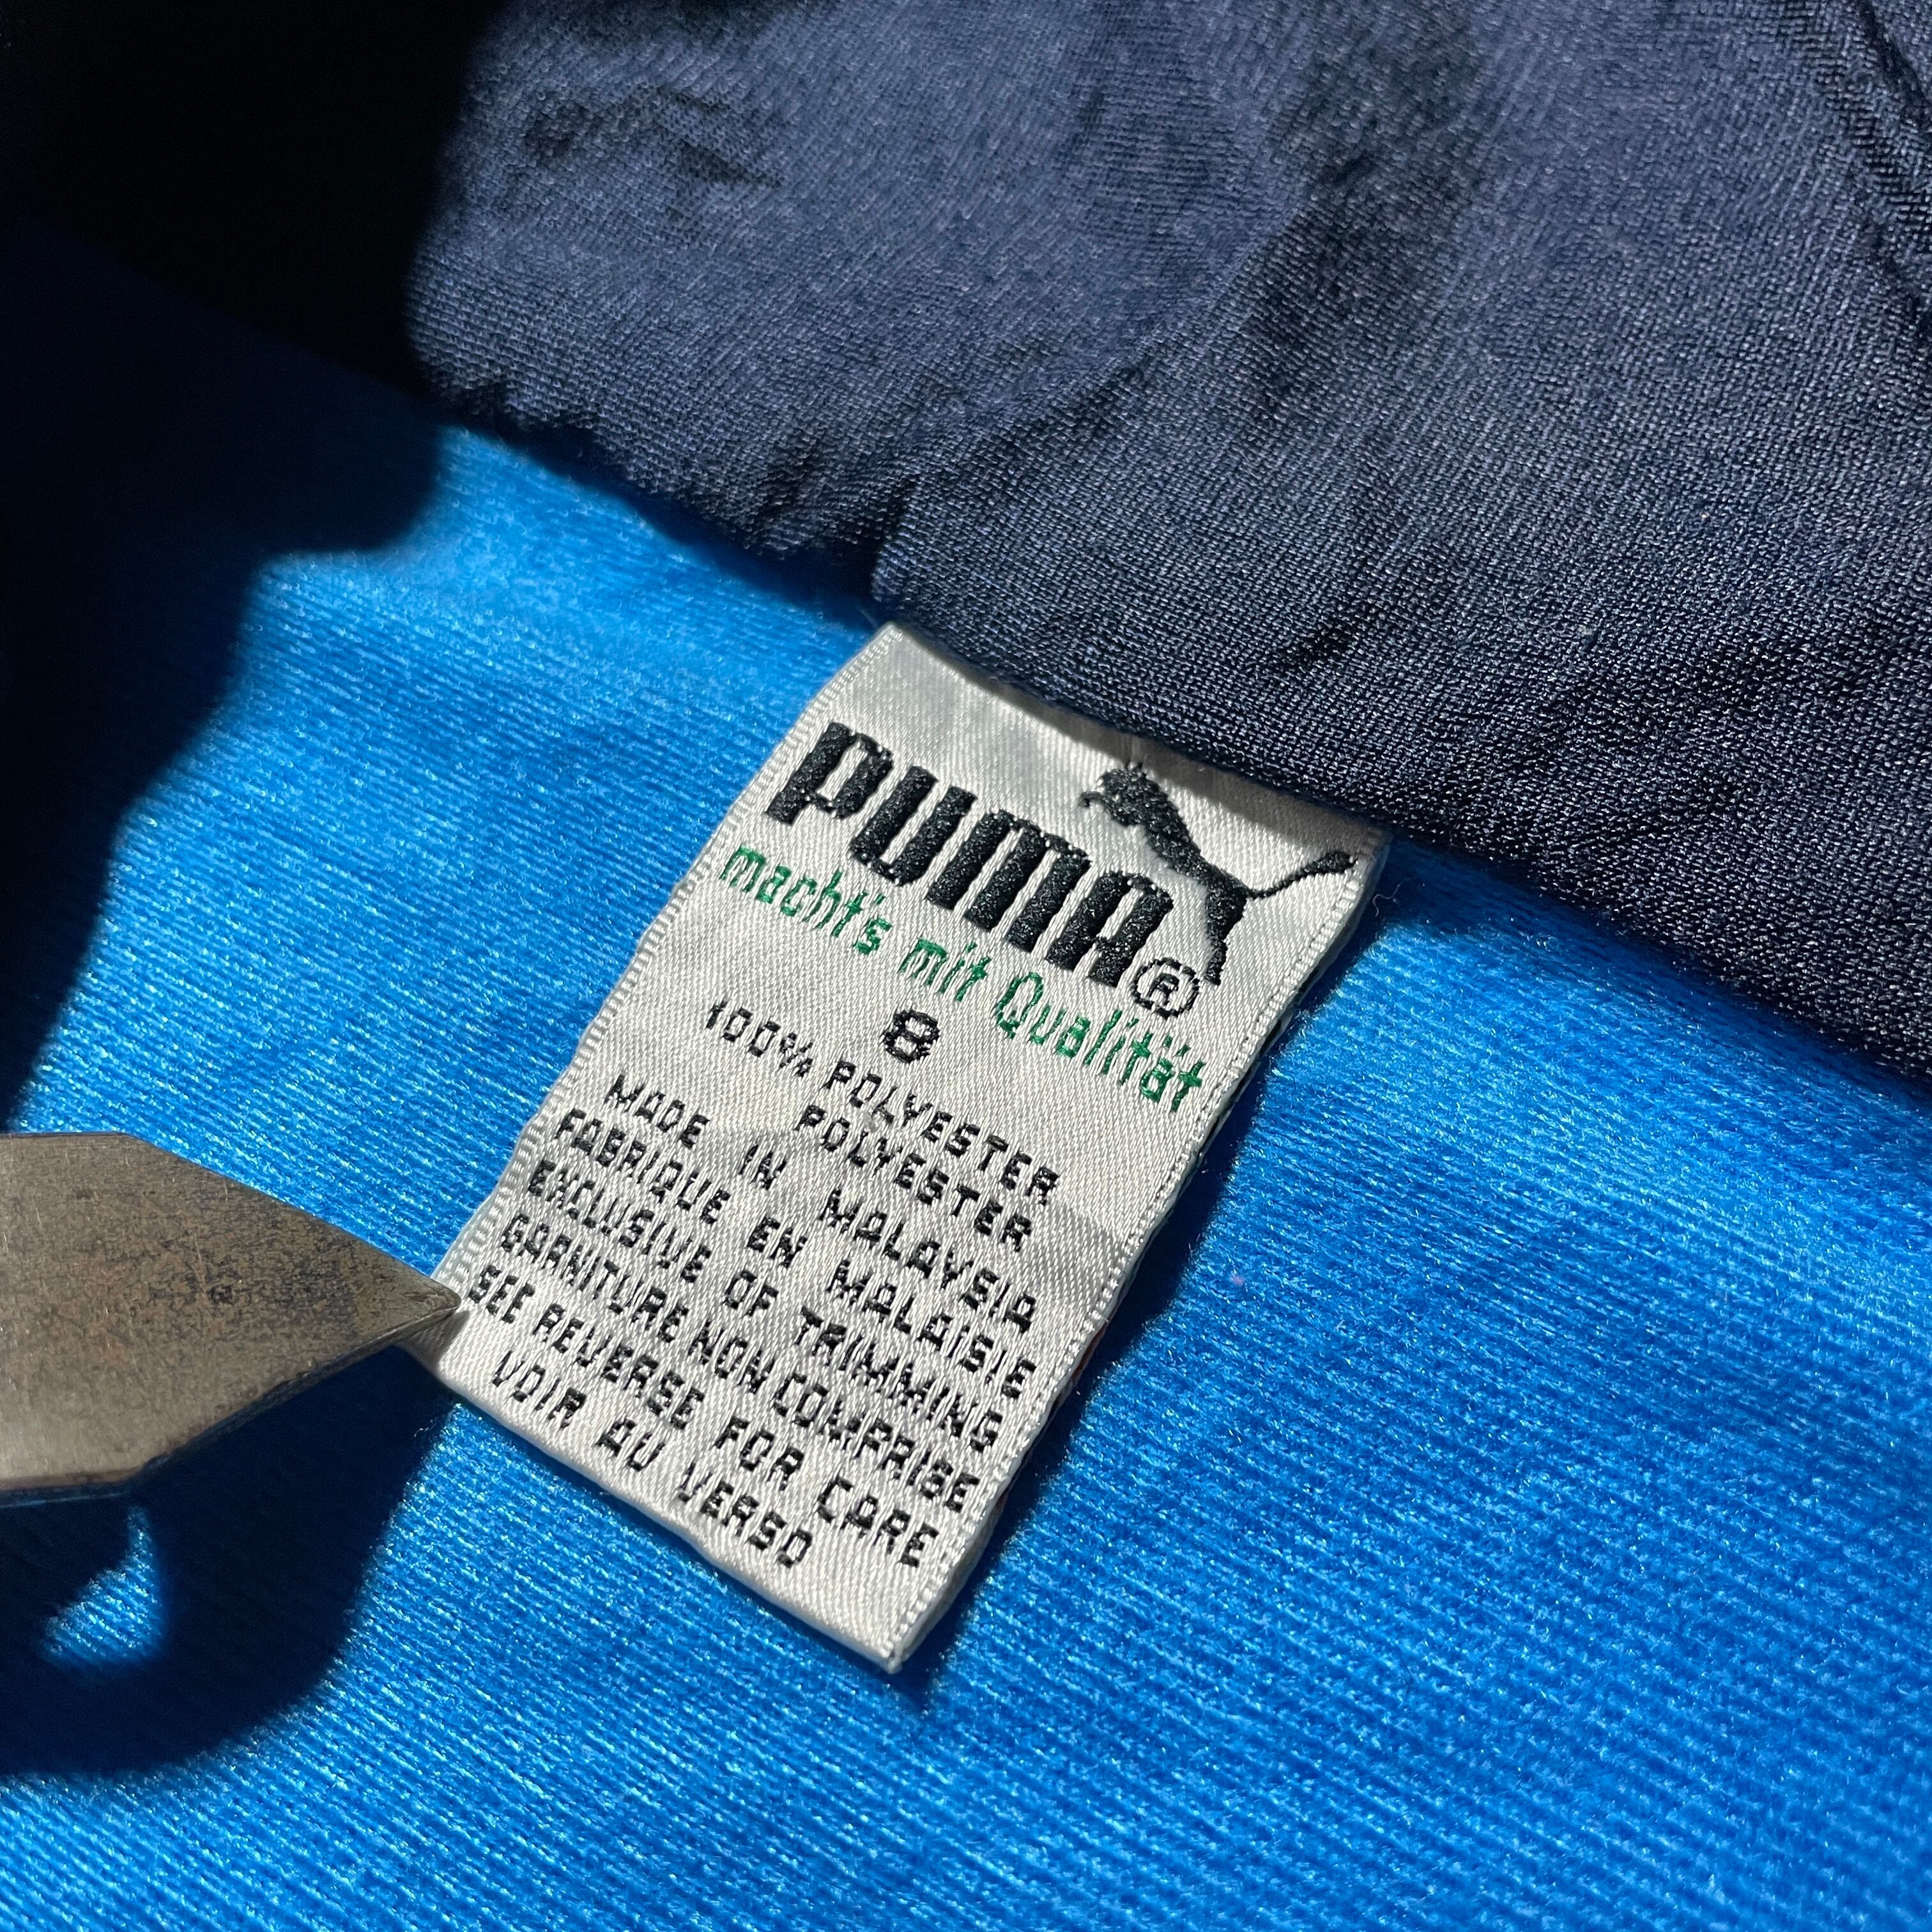 PUMA®
macht's mit Qualität
8
100% POLYESTER
POLYESTER
MADE IN MALAYSIA
FABRIQUE EN MALAISIE
EXCLUSIVE OF TRIMMING
GARNITURE NON COMPRISE
SEE REVERSE FOR CARE
VOIR AU VERSO